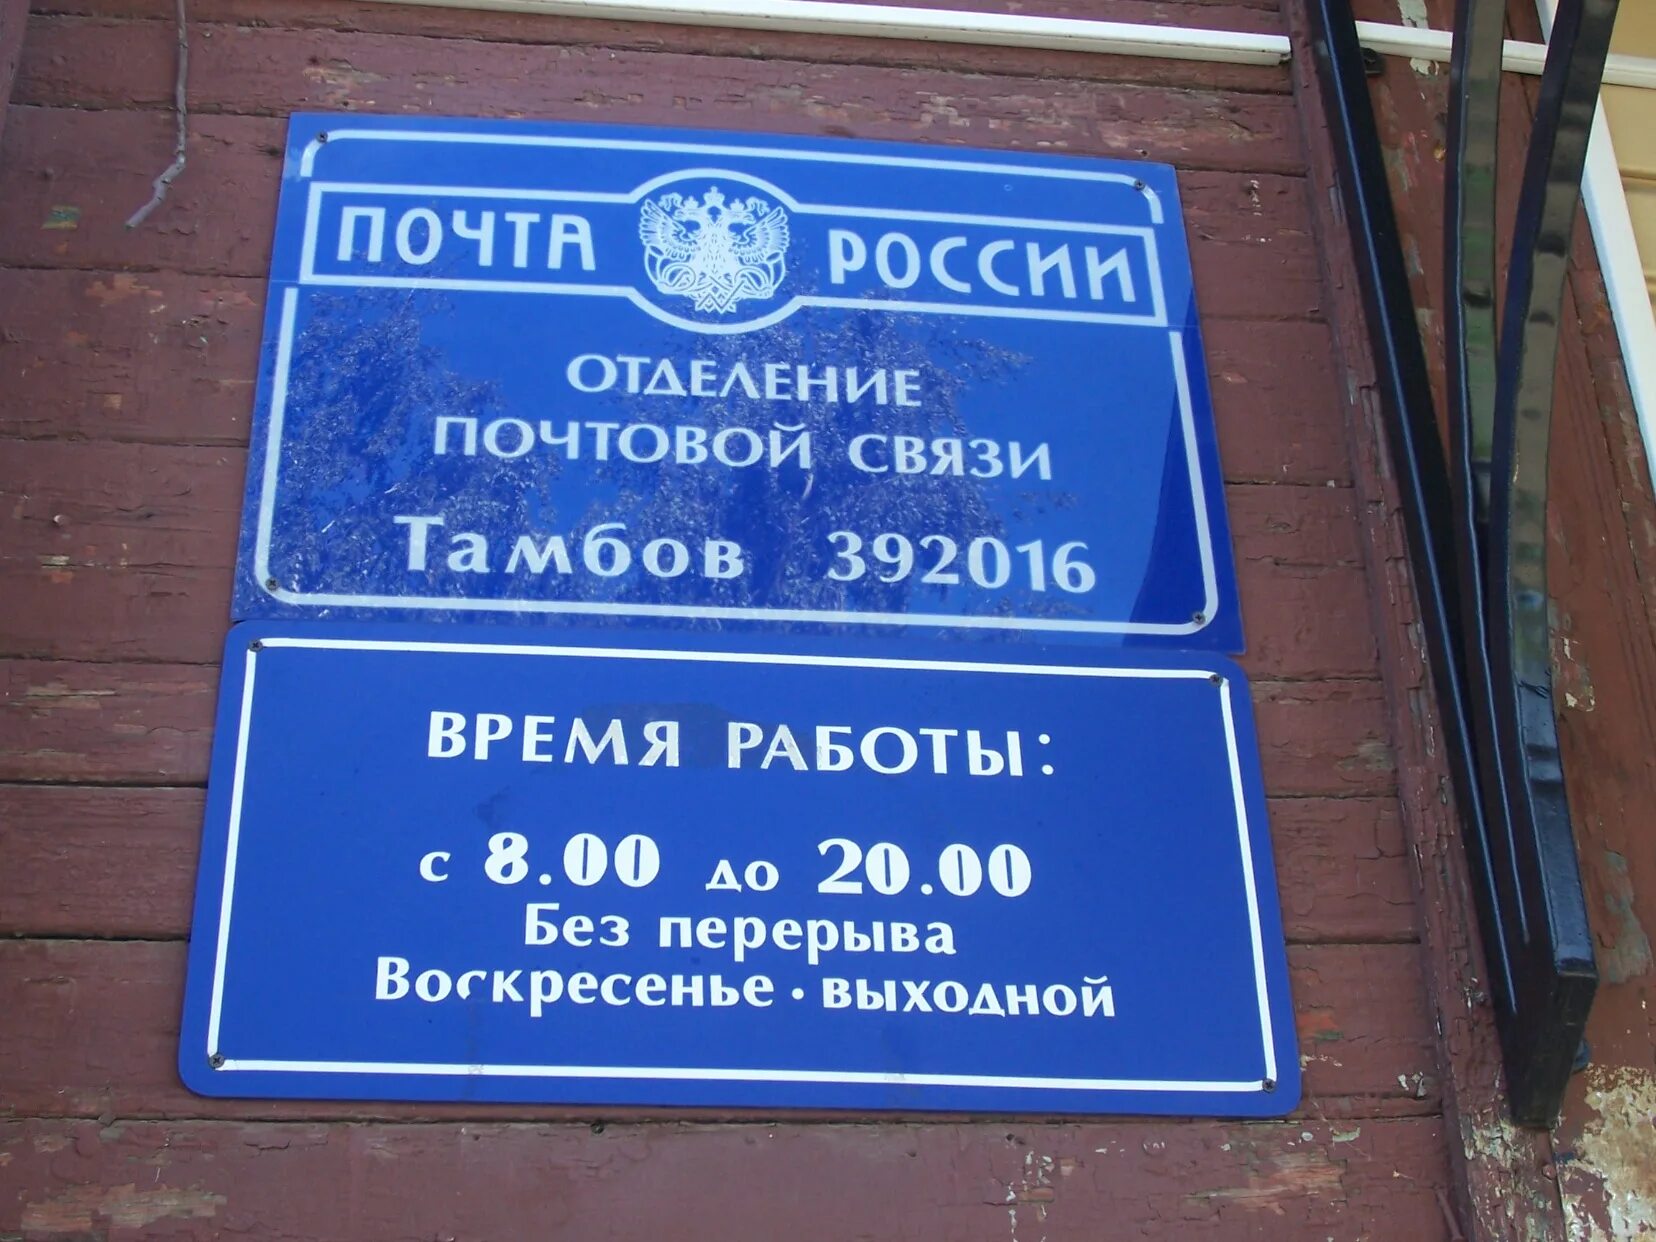 ПОЧТА РОССИИ
ОТДЕЛЕНИЕ
ПОЧТОВОЙ СВЯЗИ
Тамбов 392016
ВРЕМЯ РАБОТЫ:
с 8.00 до 20.00
Без перерыва
Воскресенье · выходной